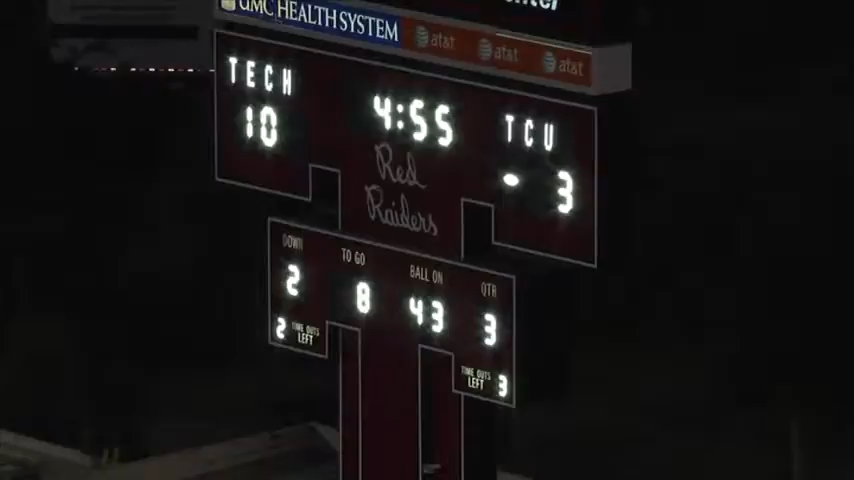 UMC HEALTH SYSTEM
at&t at&t at&t
TECH
10
4:55
TCU
3
Red
Raiders
DOWN
2
TO GO
8
BALL ON
43
QTR
3
2 TIME OUTS
LEFT
TIME OUTS
LEFT 3